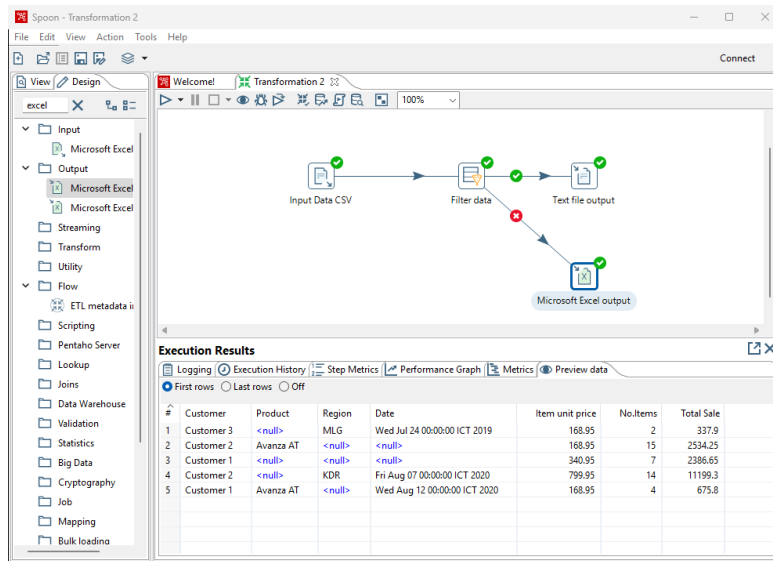 Spoon - Transformation 2
File Edit View Action Tools Help
Connect
View Design
Welcome! Transformation 2
excel
100%
Input
Microsoft Excel
Output
Microsoft Excel
Microsoft Excel
Streaming
Transform
Utility
Flow
ETL metadata in
Scripting
Pentaho Server
Lookup
Joins
Data Warehouse
Validation
Statistics
Big Data
Cryptography
Job
Mapping
Bulk loading
Input Data CSV Filter data Text file output
Microsoft Excel output
Execution Results
Logging Execution History Step Metrics Performance Graph Metrics Preview data
First rows Last rows Off
# Customer Product Region Date Item unit price No.Items Total Sale
1 Customer 3 <null> MLG Wed Jul 24 00:00:00 ICT 2019 168.95 2 337.9
2 Customer 2 Avanza AT <null> <null> 168.95 15 2534.25
3 Customer 1 <null> <null> <null> 340.95 7 2386.65
4 Customer 2 <null> KDR Fri Aug 07 00:00:00 ICT 2020 799.95 14 11199.3
5 Customer 1 Avanza AT <null> Wed Aug 12 00:00:00 ICT 2020 168.95 4 675.8